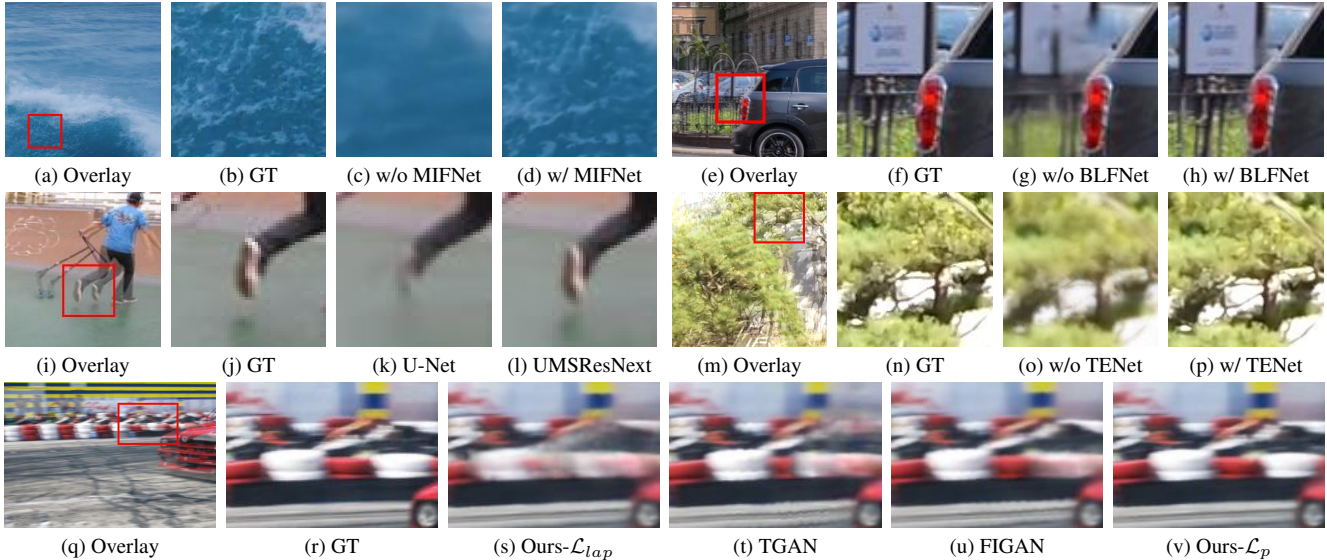 (a) Overlay (b) GT (c) w/o MIFNet (d) w/ MIFNet (e) Overlay (f) GT (g) w/o BLFNet (h) w/ BLFNet
(i) Overlay (j) GT (k) U-Net (l) UMSResNext (m) Overlay (n) GT (o) w/o TENet (p) w/ TENet
(q) Overlay (r) GT (s) Ours-ℒ_lap (t) TGAN (u) FIGAN (v) Ours-ℒ_p